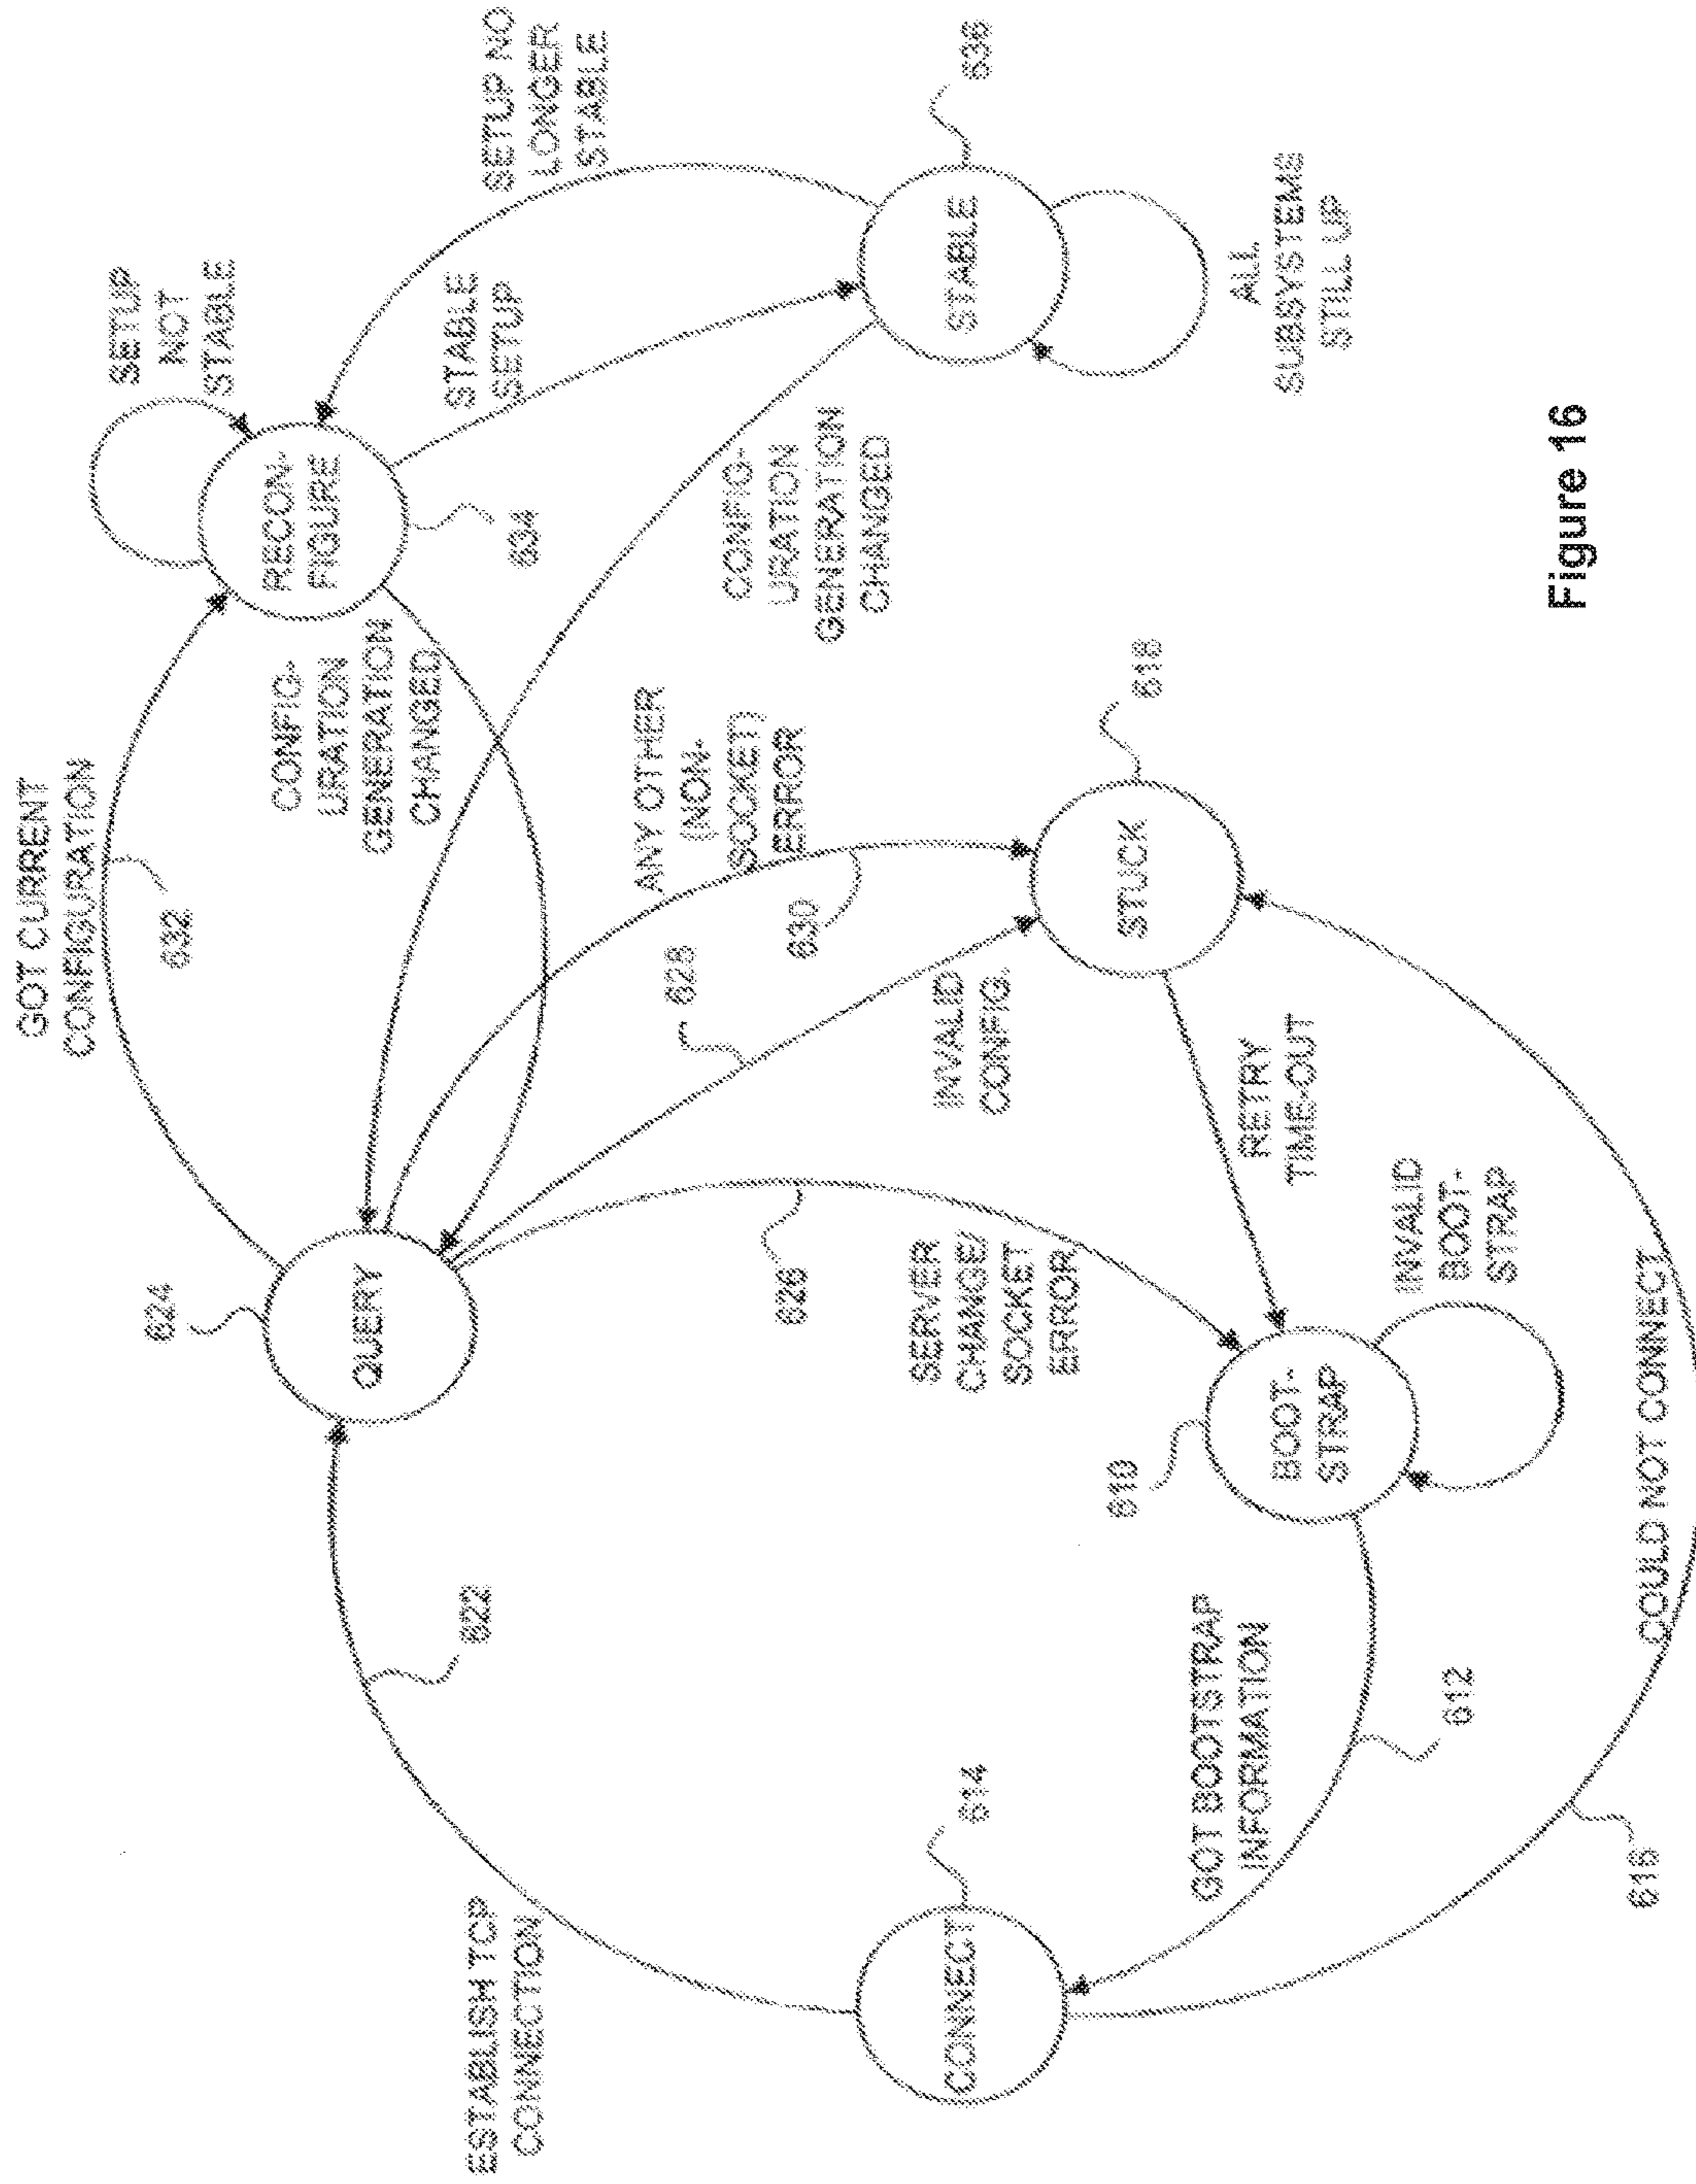 ESTABLISH TCP
CONNECTION
622
624
QUERY
GOT CURRENT
CONFIGURATION
632
SETUP
NOT
STABLE
RECON-
FIGURE
634
SETUP NO
LONGER
STABLE
STABLE
SETUP
CONFIG-
URATION
GENERATION
CHANGED
CONFIG-
URATION
GENERATION
CHANGED
STABLE
636
ALL
SUBSYSTEMS
STILL UP
ANY OTHER
(NON-
SOCKET)
ERROR
630
628
INVALID
CONFIG.
STUCK
618
626
SERVER
CHANGE/
SOCKET
ERROR
RETRY
TIME-OUT
610
BOOT-
STRAP
INVALID
BOOT-
STRAP
CONNECT
614
GOT BOOTSTRAP
INFORMATION
612
616
COULD NOT CONNECT
Figure 16